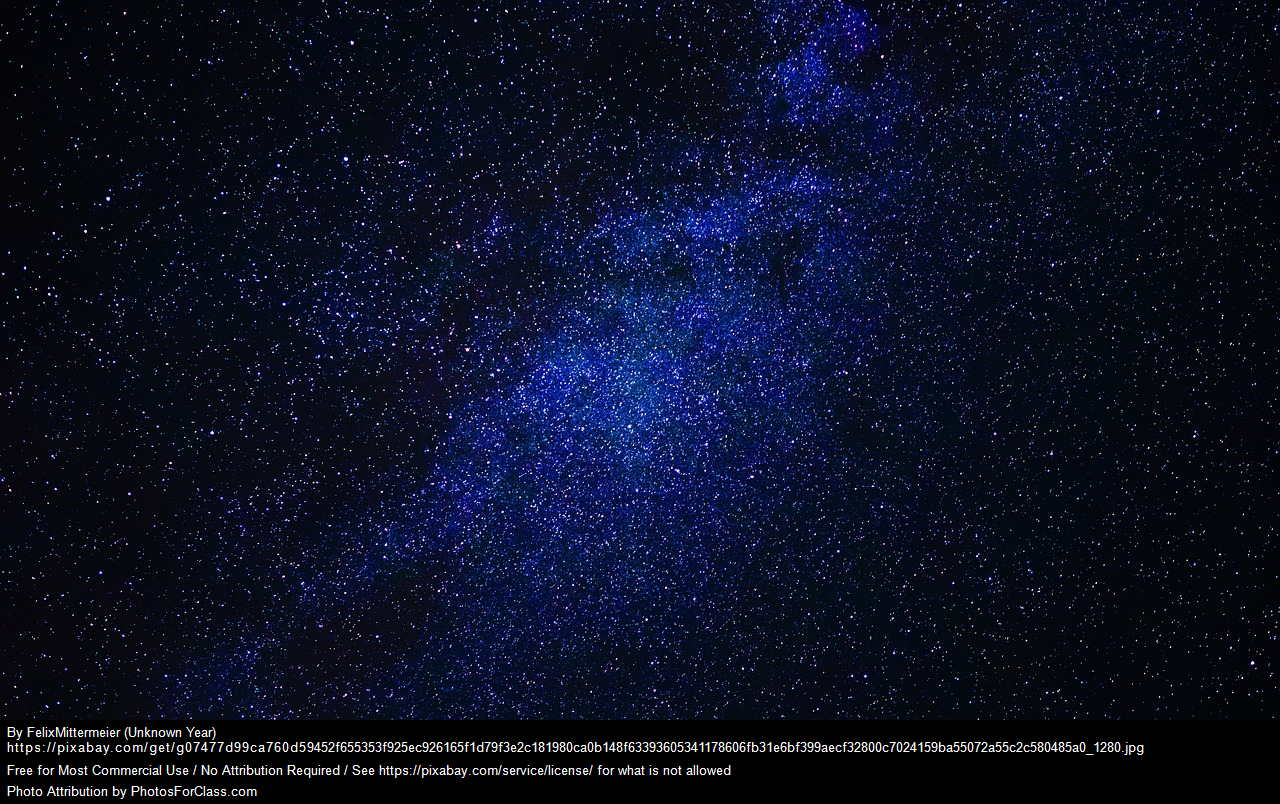 By FelixMittermeier (Unknown Year)
https://pixabay.com/get/g07477d99ca760d59452f655353f925ec926165f1d79f3e2c181980ca0b148f63393605341178606fb31e6bf399aecf32800c7024159ba55072a55c2c580485a0_1280.jpg
Free for Most Commercial Use / No Attribution Required / See https://pixabay.com/service/license/ for what is not allowed
Photo Attribution by PhotosForClass.com